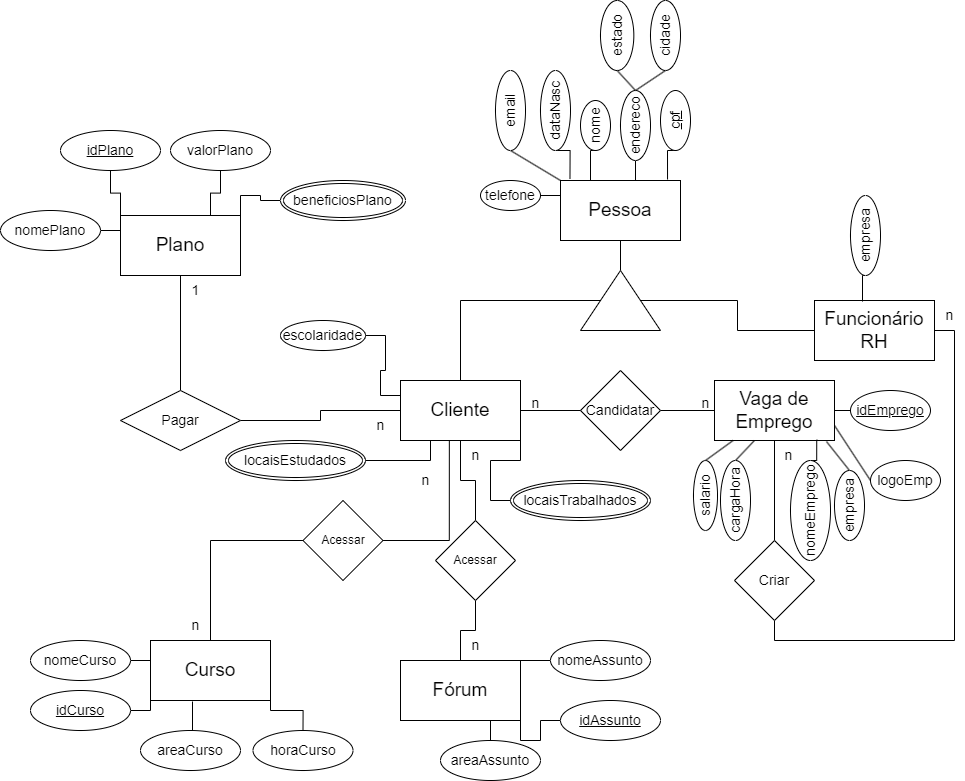 estado
cidade
email
dataNasc
nome
endereco
cpf
idPlano
valorPlano
beneficiosPlano
telefone
Pessoa
nomePlano
Plano
empresa
1
Funcionário
RH
n
escolaridade
Cliente
n
Candidatar
n
Vaga de
Emprego
idEmprego
Pagar
n
locaisEstudados
n
n
n
locaisTrabalhados
salario
cargaHora
nomeEmprego
empresa
logoEmp
Acessar
Acessar
Criar
n
n
nomeCurso
Curso
Fórum
nomeAssunto
idCurso
idAssunto
areaCurso
horaCurso
areaAssunto